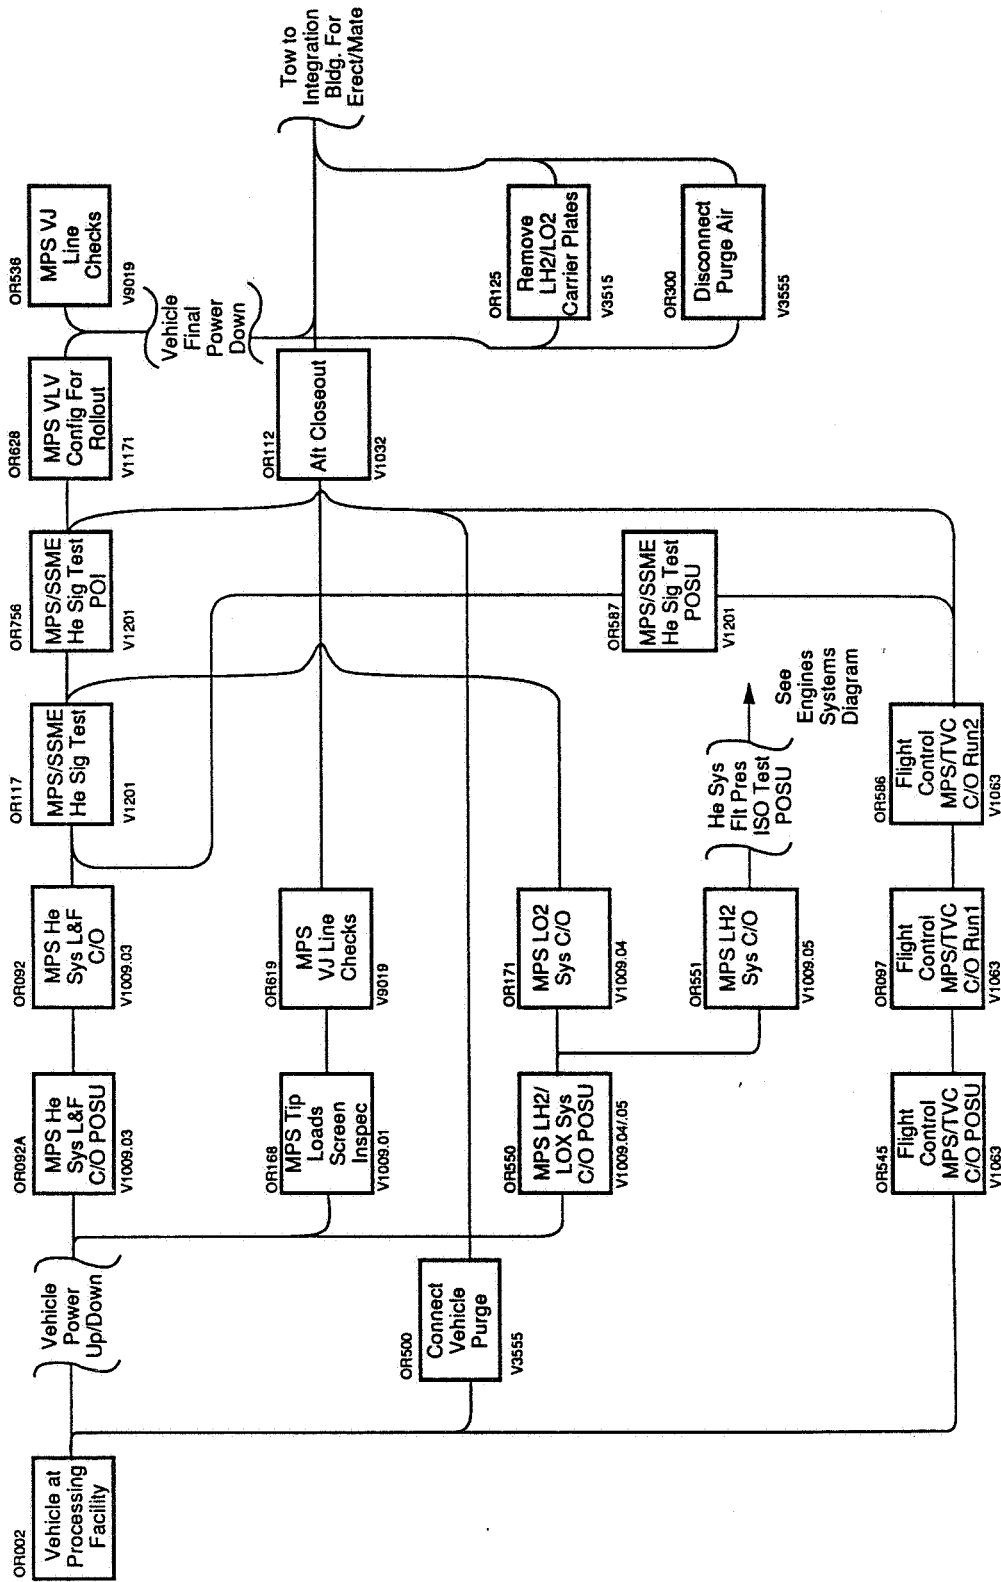 OR002
Vehicle at
Processing
Facility
Vehicle
Power
Up/Down
OR092A
MPS He
Sys L&F
C/O POSU
V1009.03
OR092
MPS He
Sys L&F
C/O
V1009.03
OR117
MPS/SSME
He Sig Test
V1201
OR756
MPS/SSME
He Sig Test
POI
V1201
OR628
MPS VLV
Config For
Rollout
V1171
OR536
MPS VJ
Line
Checks
V9019
Vehicle
Final
Power
Down
OR168
MPS Tip
Loads
Screen
Inspec
V1009.01
OR619
MPS
VJ Line
Checks
V9019
OR112
Aft Closeout
V1032
Tow to
Integration
Bldg. For
Erect/Mate
OR500
Connect
Vehicle
Purge
V3555
OR550
MPS LH2/
LOX Sys
C/O POSU
V1009.04/.05
OR171
MPS LO2
Sys C/O
V1009.04
OR125
Remove
LH2/LO2
Carrier Plates
V3515
OR551
MPS LH2
Sys C/O
V1009.05
He Sys
Flt Pres
ISO Test
POSU
See
Engines
Systems
Diagram
OR587
MPS/SSME
He Sig Test
POSU
V1201
OR300
Disconnect
Purge Air
V3555
OR545
Flight
Control
MPS/TVC
C/O POSU
V1063
OR097
Flight
Control
MPS/TVC
C/O Run1
V1063
OR586
Flight
Control
MPS/TVC
C/O Run2
V1063